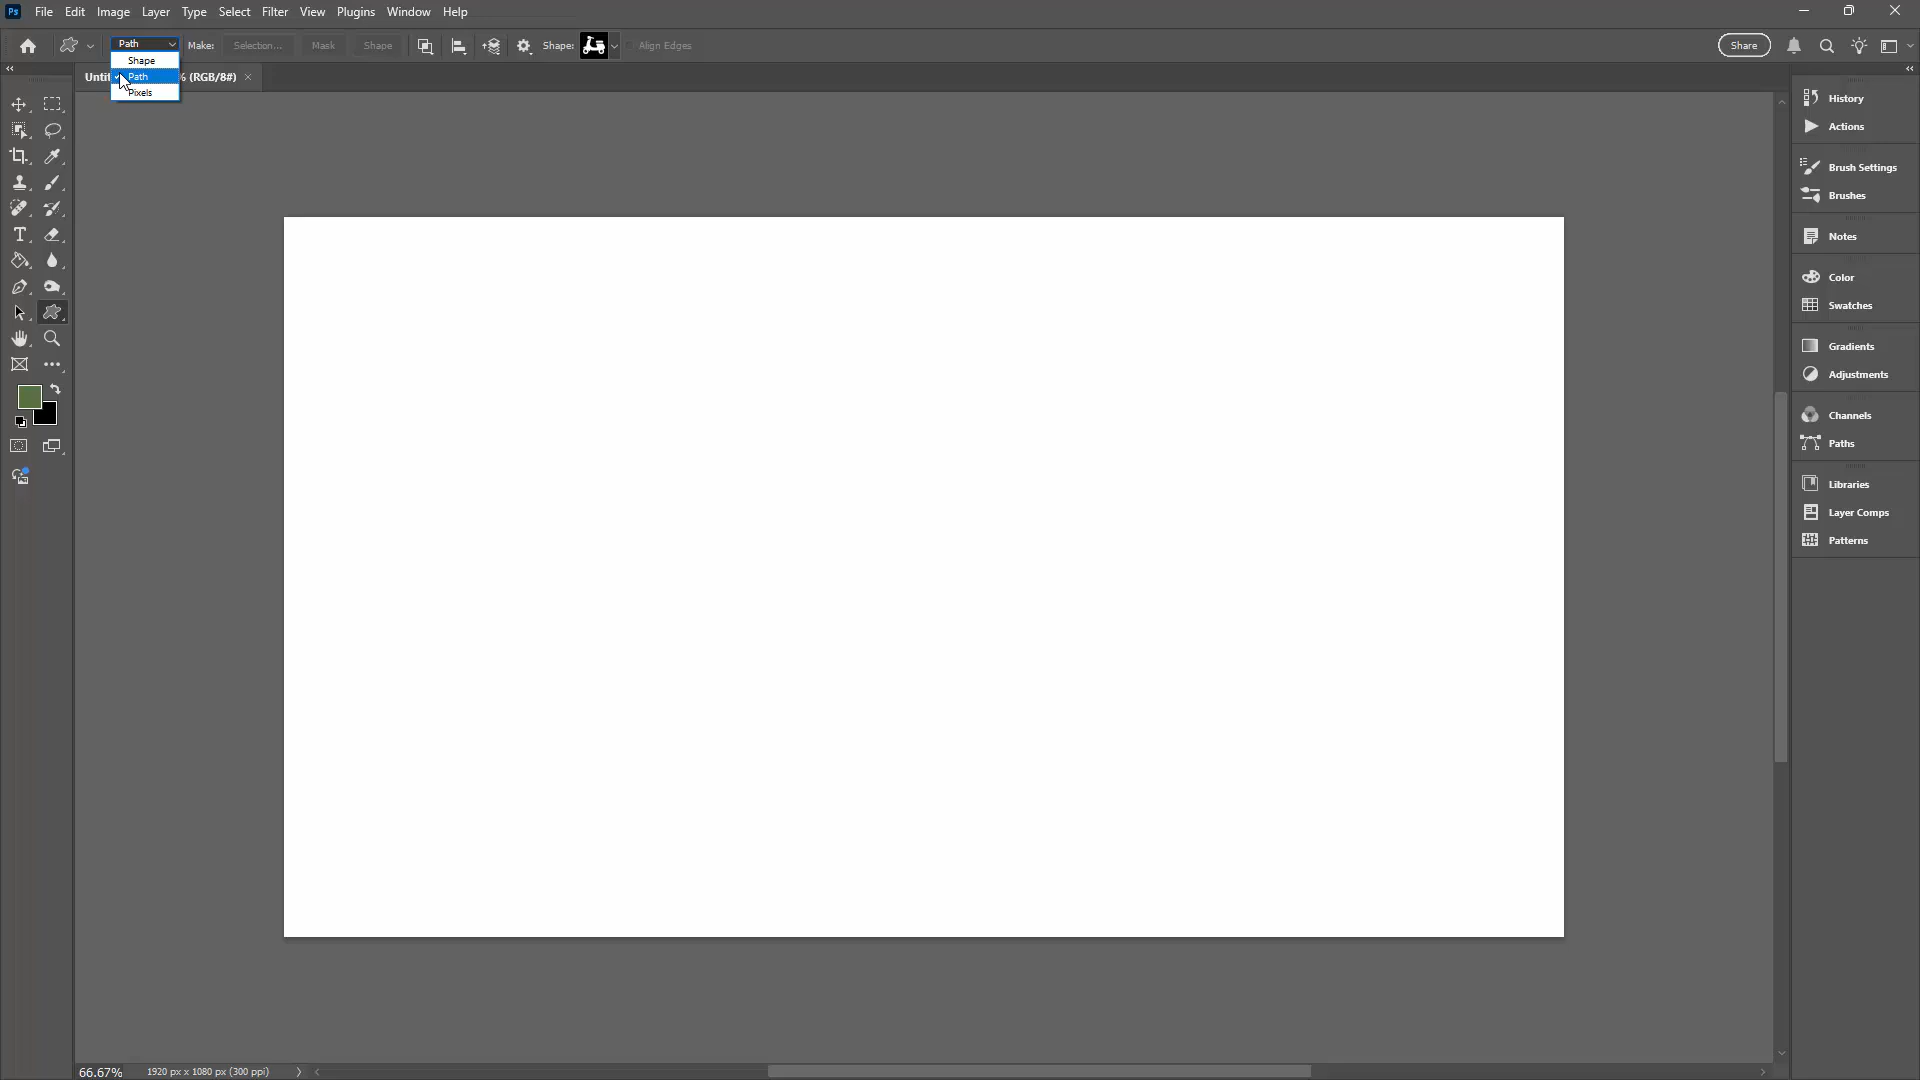 Ps File Edit Image Layer Type Select Filter View Plugins Window Help
Path Make: Selection... Mask Shape Shape: Align Edges Share
Shape
Path
Pixels
% (RGB/8#)
History
Actions
Brush Settings
Brushes
Notes
Color
Swatches
Gradients
Adjustments
Channels
Paths
Libraries
Layer Comps
Patterns
66.67% 1920 px x 1080 px (300 ppi)